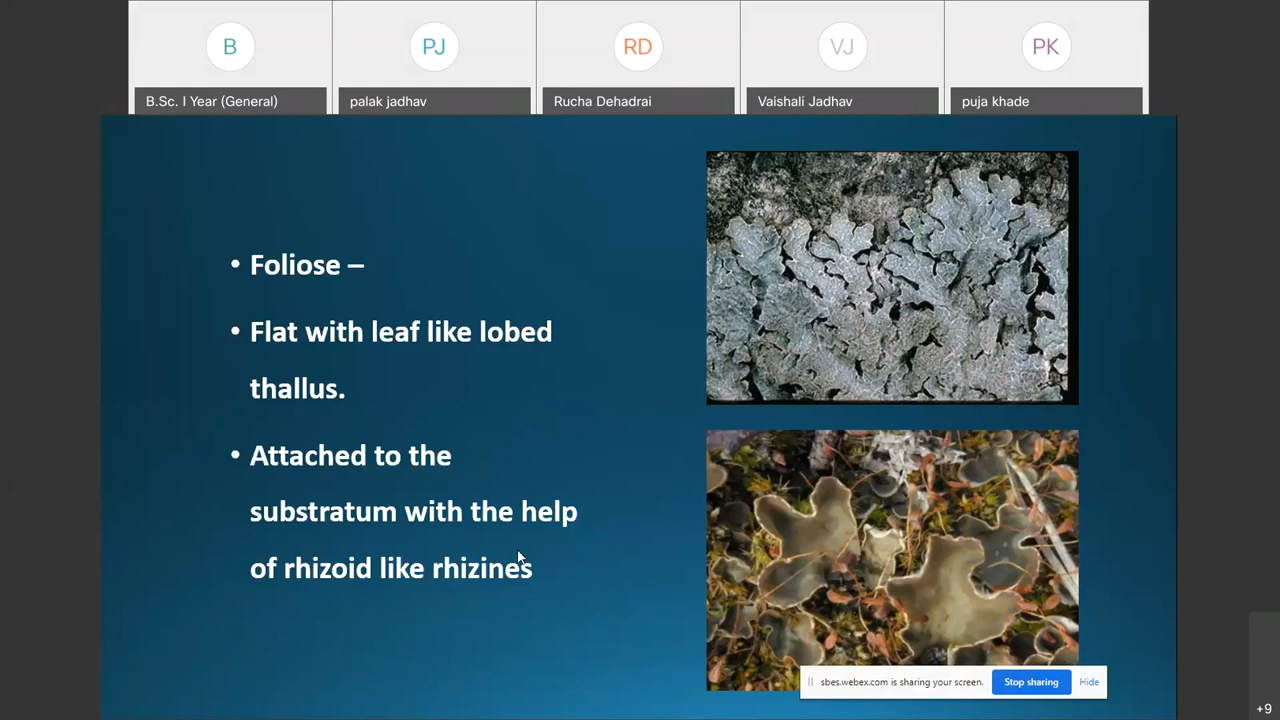 B
PJ
RD
VJ
PK
B.Sc. I Year (General)
palak jadhav
Rucha Dehadrai
Vaishali Jadhav
puja khade
• Foliose –
• Flat with leaf like lobed
thallus.
• Attached to the
substratum with the help
of rhizoid like rhizines
sbes.webex.com is sharing your screen.
Stop sharing
Hide
+9